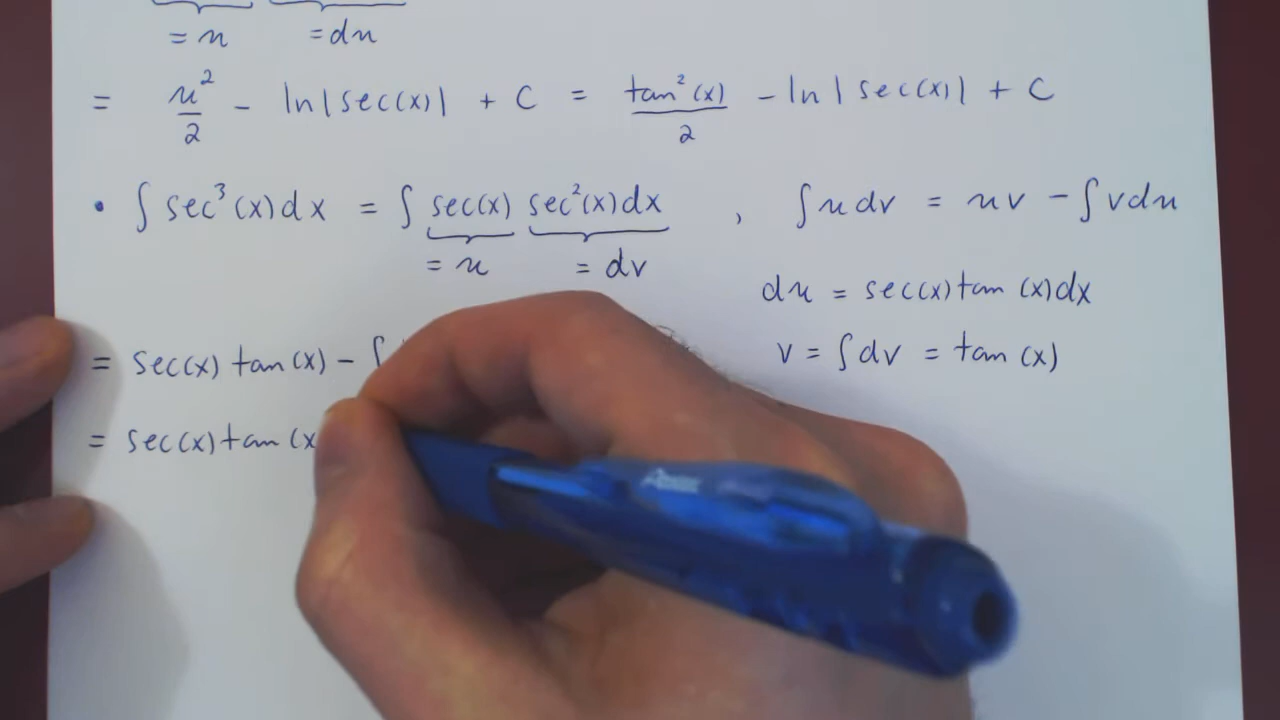 = u = du
= u²/2 - ln|sec(x)| + C = tan²(x)/2 - ln|sec(x)| + C
• ∫ sec³(x)dx = ∫ sec(x) sec²(x)dx , ∫ u dv = uv - ∫ v du
= u = dv
du = sec(x) tan(x)dx
= sec(x) tan(x) - ∫
v = ∫ dv = tan(x)
= sec(x) tan(x